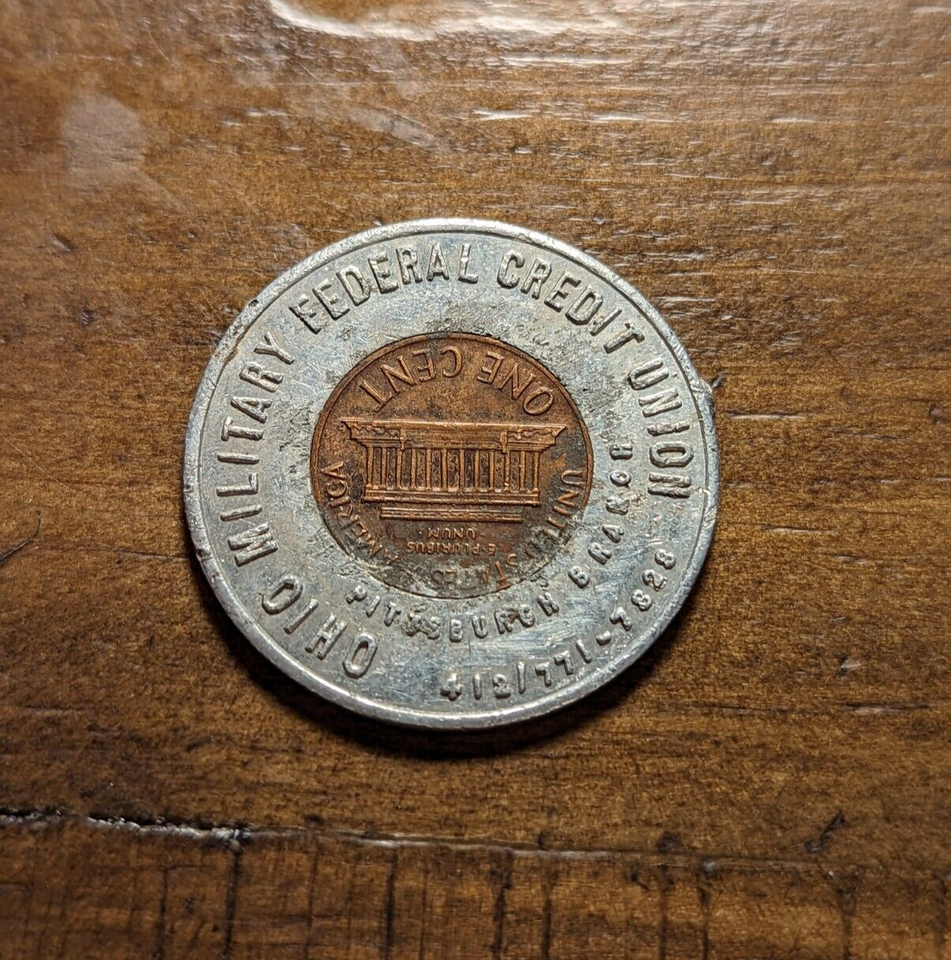 OHIO MILITARY FEDERAL CREDIT UNION
PITTSBURGH BRANCH
412/771-7828
UNITED STATES OF AMERICA
E·PLURIBUS
·UNUM·
ONE CENT